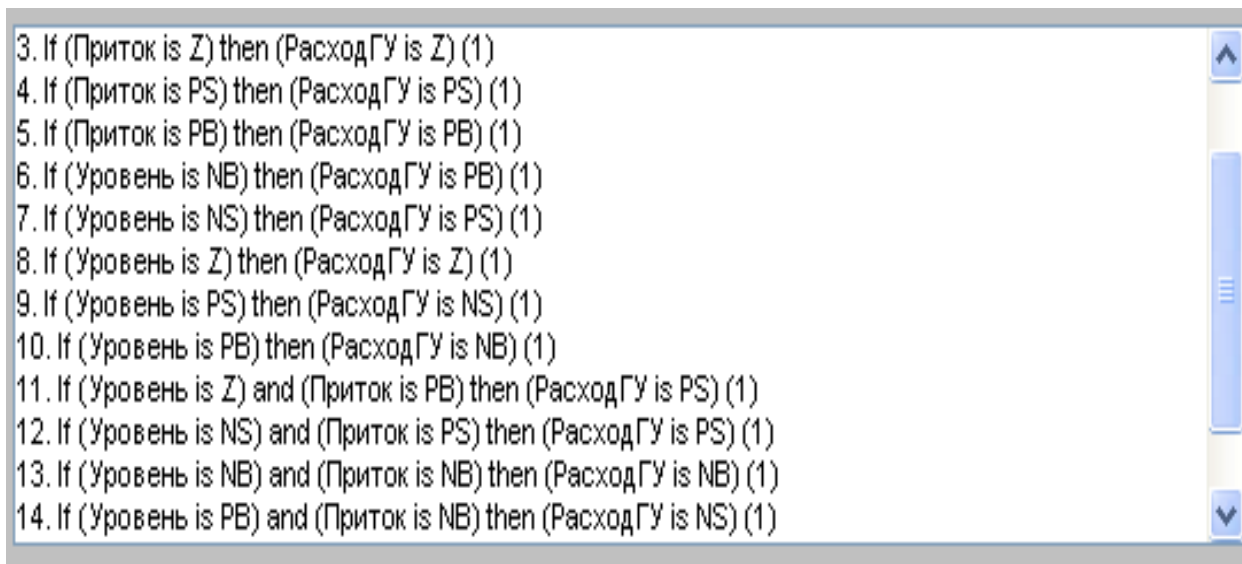 3. If (Приток is Z) then (РасходГУ is Z) (1)
4. If (Приток is PS) then (РасходГУ is PS) (1)
5. If (Приток is PB) then (РасходГУ is PB) (1)
6. If (Уровень is NB) then (РасходГУ is PB) (1)
7. If (Уровень is NS) then (РасходГУ is PS) (1)
8. If (Уровень is Z) then (РасходГУ is Z) (1)
9. If (Уровень is PS) then (РасходГУ is NS) (1)
10. If (Уровень is PB) then (РасходГУ is NB) (1)
11. If (Уровень is Z) and (Приток is PB) then (РасходГУ is PS) (1)
12. If (Уровень is NS) and (Приток is PS) then (РасходГУ is PS) (1)
13. If (Уровень is NB) and (Приток is NB) then (РасходГУ is NB) (1)
14. If (Уровень is PB) and (Приток is NB) then (РасходГУ is NS) (1)